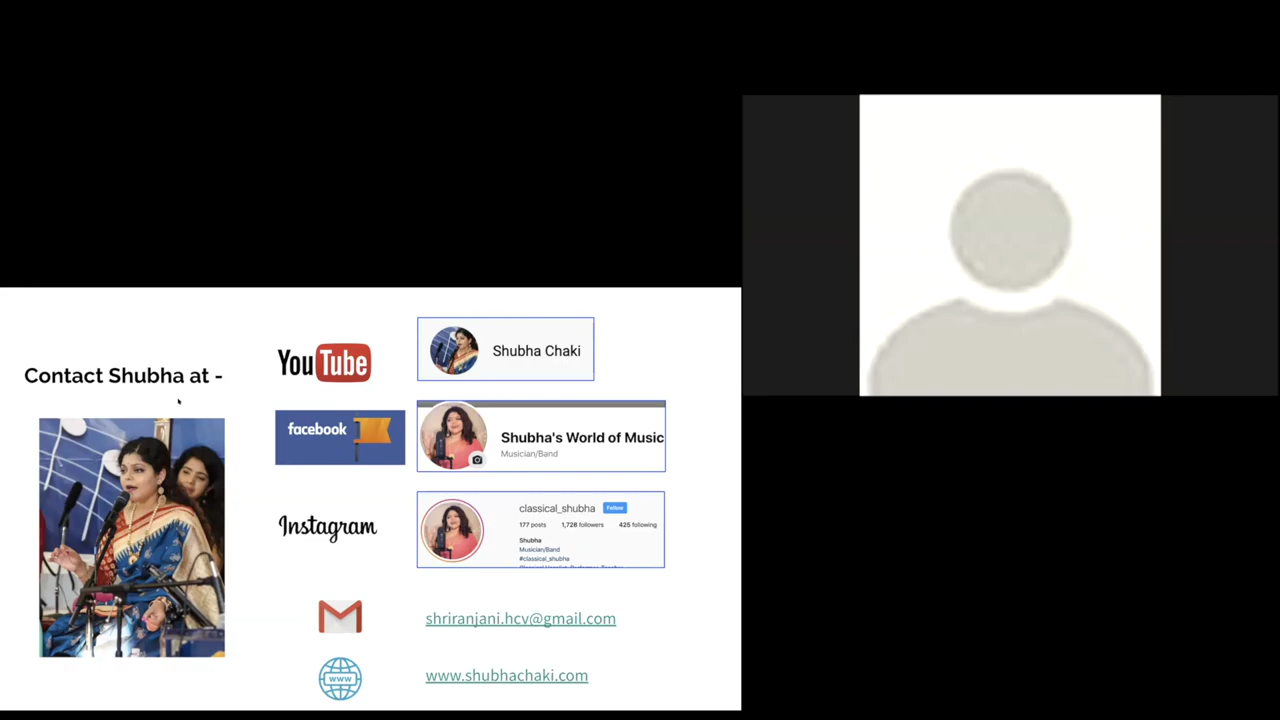 Contact Shubha at -
YouTube
Shubha Chaki
facebook
Shubha's World of Music
Musician/Band
Instagram
classical_shubha Follow
177 posts 1,728 followers 425 following
Shubha
Musician/Band
#classical_shubha
shriranjani.hcv@gmail.com
www
www.shubhachaki.com